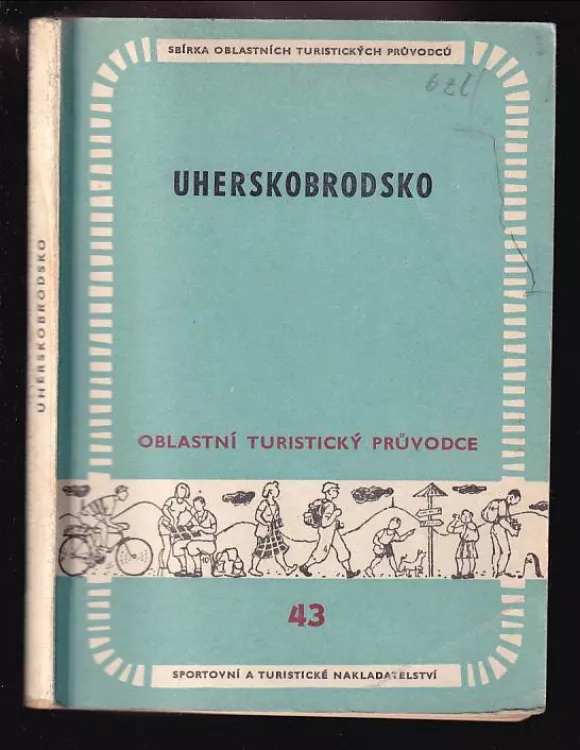 SBÍRKA OBLASTNÍCH TURISTICKÝCH PRŮVODCŮ
UHERSKOBRODSKO
UHERSKOBRODSKO
OBLASTNÍ TURISTICKÝ PRŮVODCE
43
SPORTOVNÍ A TURISTICKÉ NAKLADATELSTVÍ